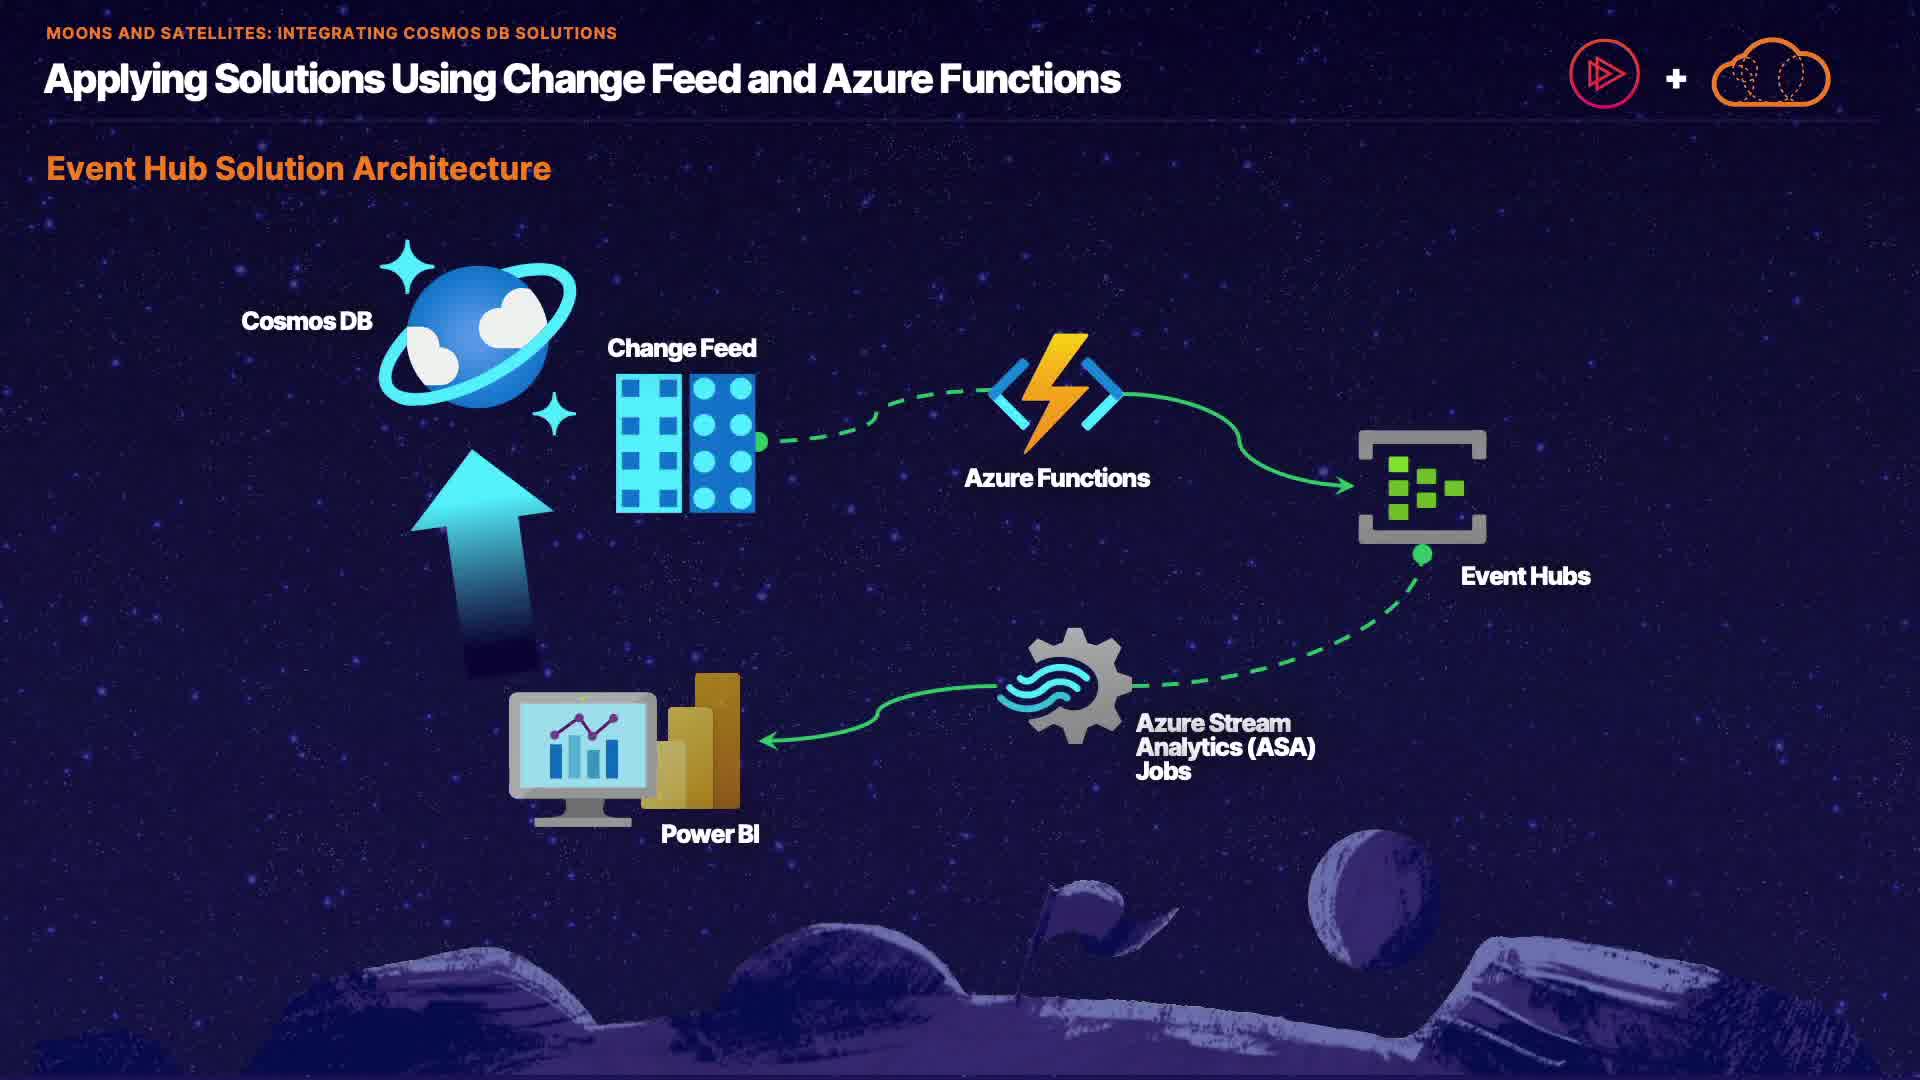 MOONS AND SATELLITES: INTEGRATING COSMOS DB SOLUTIONS
Applying Solutions Using Change Feed and Azure Functions
Event Hub Solution Architecture
Cosmos DB
Change Feed
Azure Functions
Event Hubs
Azure Stream
Analytics (ASA)
Jobs
Power BI